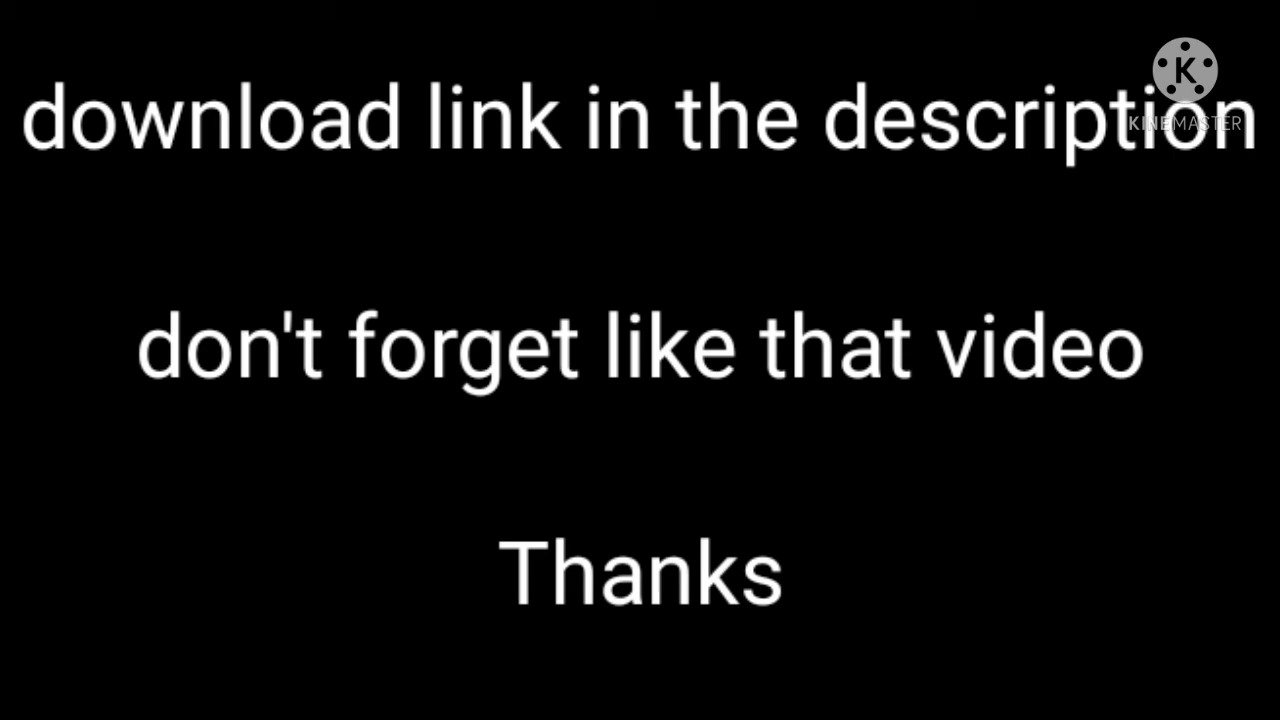 download link in the description
K
KINEMASTER
don't forget like that video
Thanks